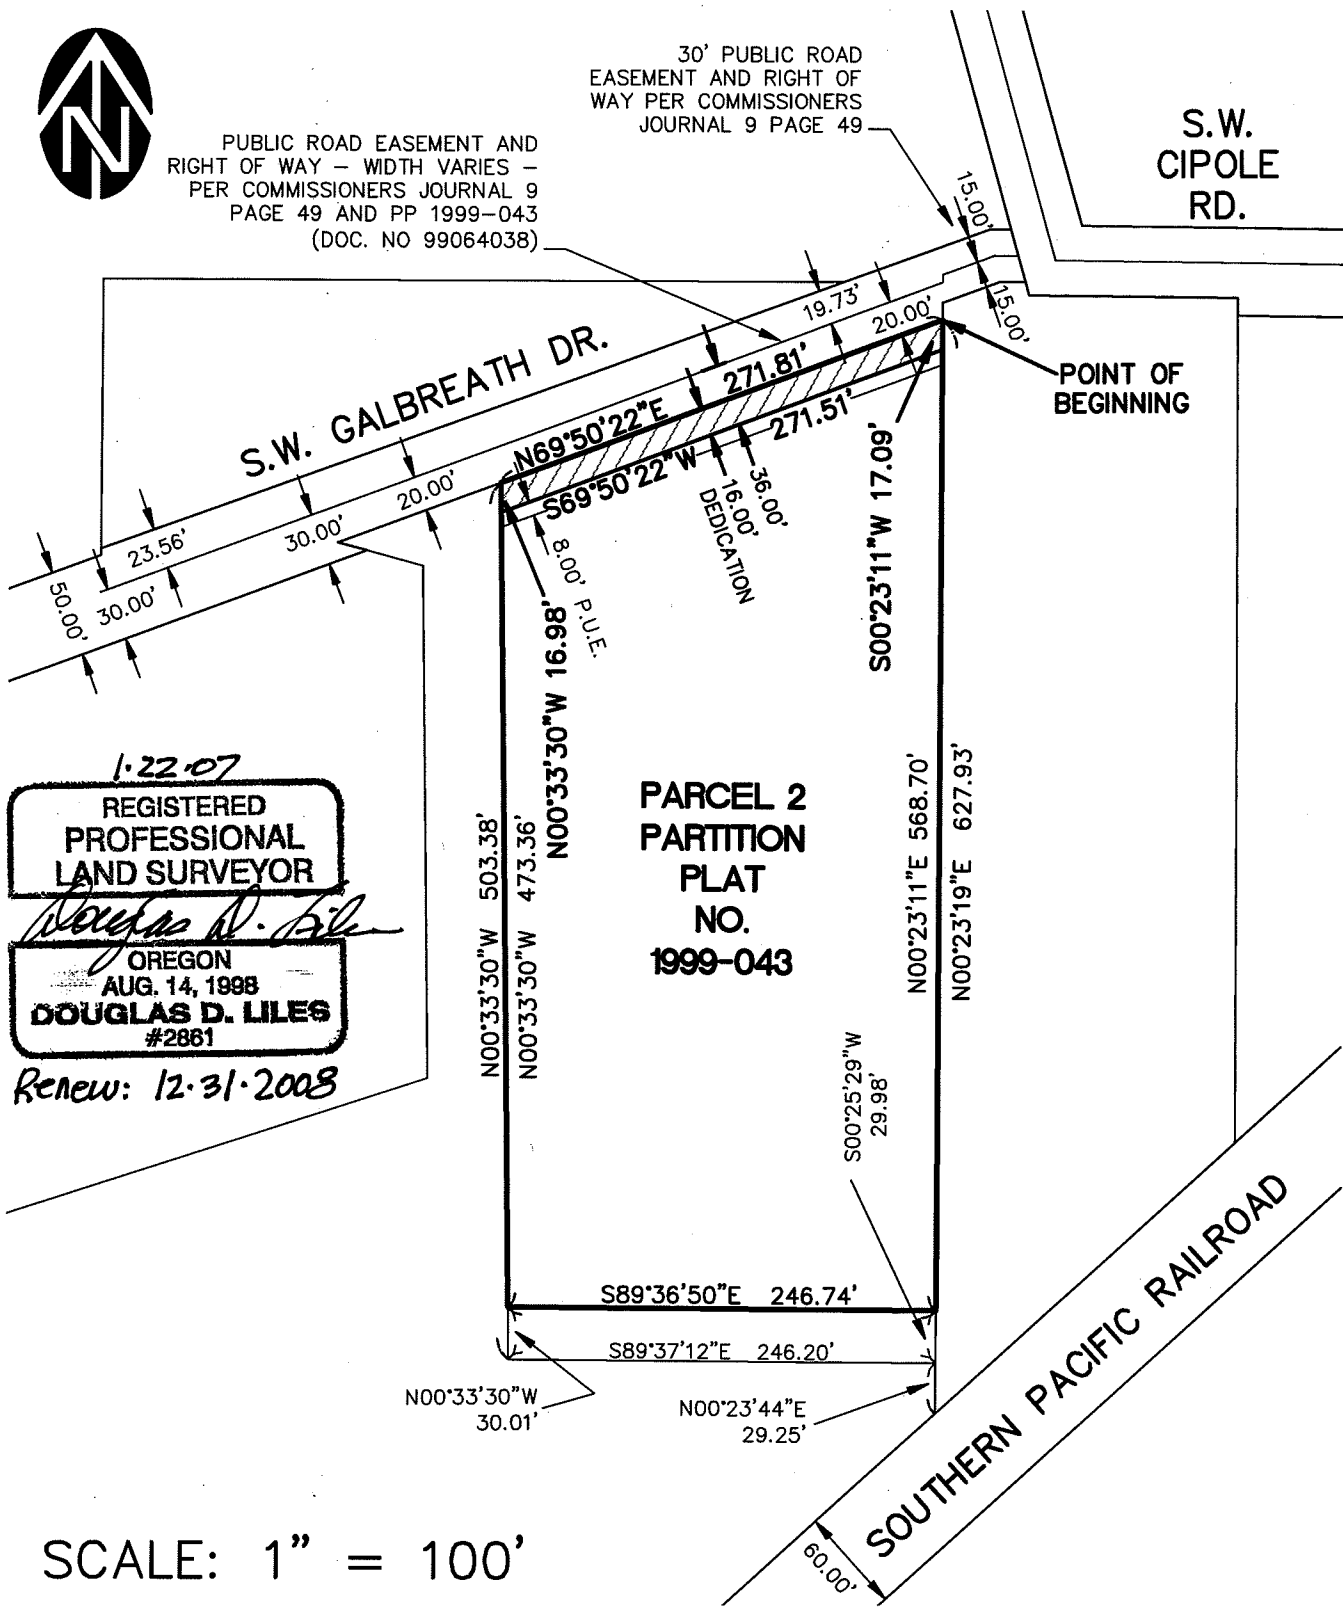 N
30' PUBLIC ROAD
EASEMENT AND RIGHT OF
WAY PER COMMISSIONERS
JOURNAL 9 PAGE 49
S.W.
CIPOLE
RD.
PUBLIC ROAD EASEMENT AND
RIGHT OF WAY – WIDTH VARIES –
PER COMMISSIONERS JOURNAL 9
PAGE 49 AND PP 1999–043
(DOC. NO 99064038)
15.00'
15.00'
19.73'
20.00'
S.W. GALBREATH DR.
271.81'
N69°50'22"E
POINT OF
BEGINNING
271.51'
S69°50'22"W
36.00'
16.00'
DEDICATION
S00°23'11"W 17.09'
20.00'
30.00'
23.56'
30.00'
50.00'
8.00' P.U.E.
N00°33'30"W 16.98'
1·22·07
REGISTERED
PROFESSIONAL
LAND SURVEYOR
Douglas D. Liles
OREGON
AUG. 14, 1998
DOUGLAS D. LILES
#2861
Renew: 12·31·2008
N00°33'30"W 503.38'
N00°33'30"W 473.36'
PARCEL 2
PARTITION
PLAT
NO.
1999-043
N00°23'11"E 568.70'
N00°23'19"E 627.93'
S00°25'29"W
29.98'
S89°36'50"E 246.74'
S89°37'12"E 246.20'
N00°33'30"W
30.01'
N00°23'44"E
29.25'
SOUTHERN PACIFIC RAILROAD
60.00'
SCALE: 1" = 100'